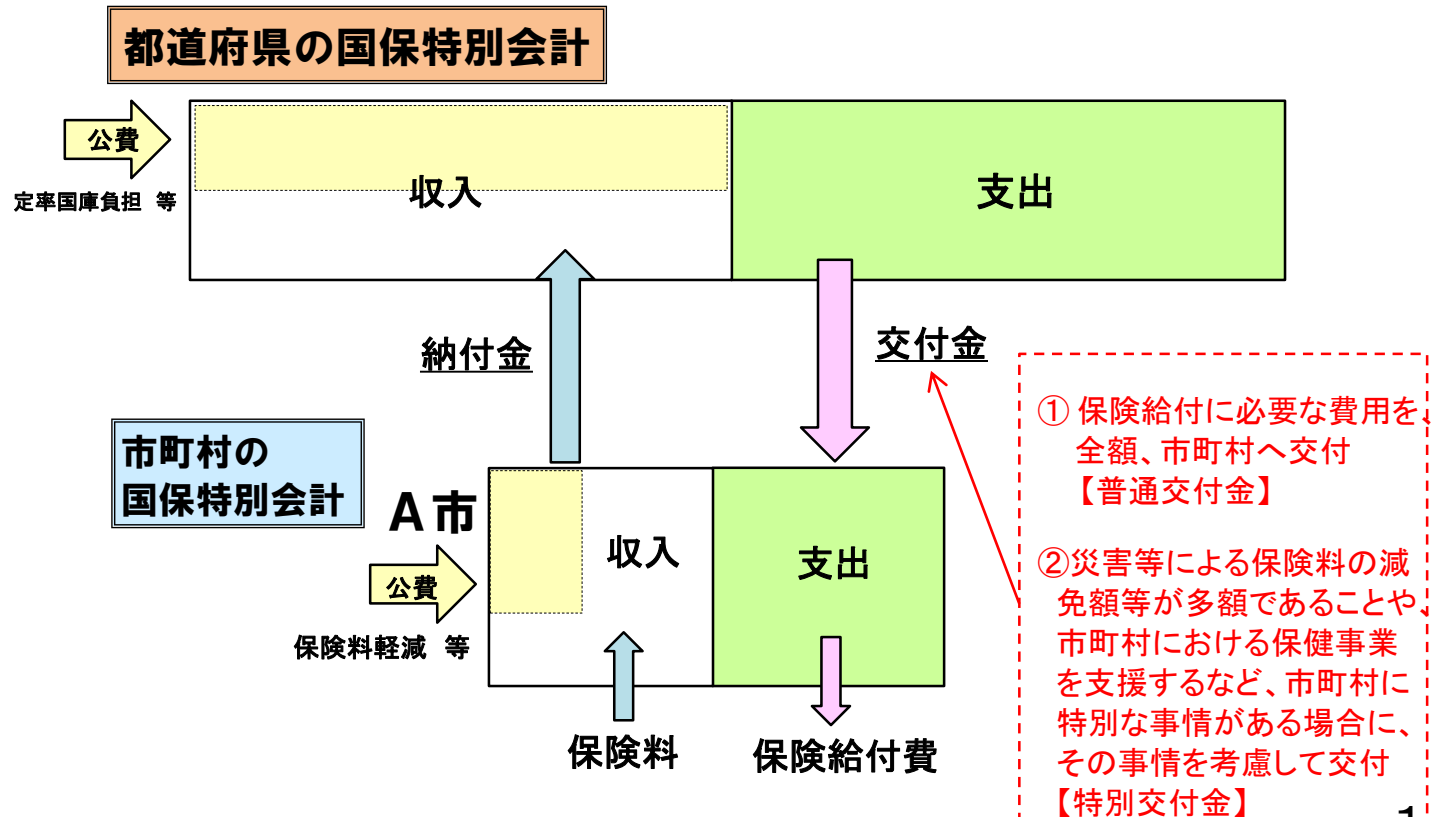 都道府県の国保特別会計
公費
定率国庫負担 等
収入
支出
納付金
交付金
市町村の
国保特別会計
A市
公費
保険料軽減 等
収入
支出
保険料
保険給付費
① 保険給付に必要な費用を、
全額、市町村へ交付
【普通交付金】
②災害等による保険料の減
免額等が多額であることや、
市町村における保健事業
を支援するなど、市町村に
特別な事情がある場合に、
その事情を考慮して交付
【特別交付金】
1